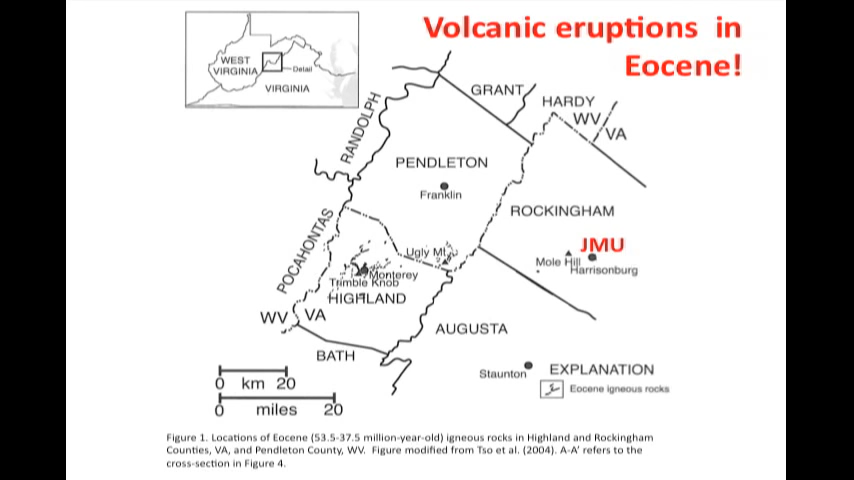 Volcanic eruptions in
Eocene!
WEST
VIRGINIA
Detail
VIRGINIA
GRANT
HARDY
WV
VA
RANDOLPH
PENDLETON
Franklin
ROCKINGHAM
POCAHONTAS
JMU
Ugly Mt.
Mole Hill
Harrisonburg
Monterey
Trimble Knob
HIGHLAND
WV VA
AUGUSTA
BATH
Staunton
EXPLANATION
Eocene igneous rocks
0 km 20
0 miles 20
Figure 1. Locations of Eocene (53.5-37.5 million-year-old) igneous rocks in Highland and Rockingham
Counties, VA, and Pendleton County, WV. Figure modified from Tso et al. (2004). A-A’ refers to the
cross-section in Figure 4.